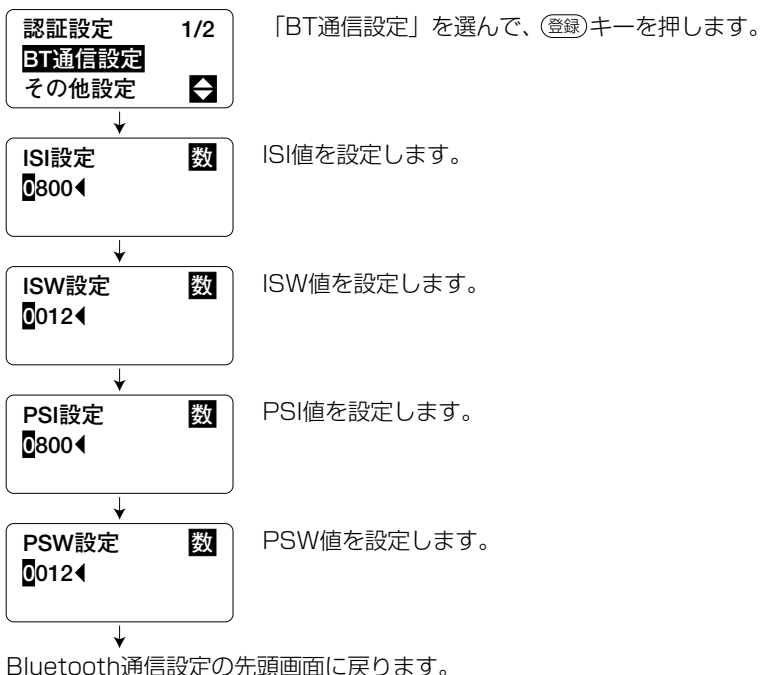 認証設定 1/2
BT通信設定
その他設定
「BT通信設定」を選んで、登録キーを押します。
ISI設定 数
0800
ISI値を設定します。
ISW設定 数
0012
ISW値を設定します。
PSI設定 数
0800
PSI値を設定します。
PSW設定 数
0012
PSW値を設定します。
Bluetooth通信設定の先頭画面に戻ります。